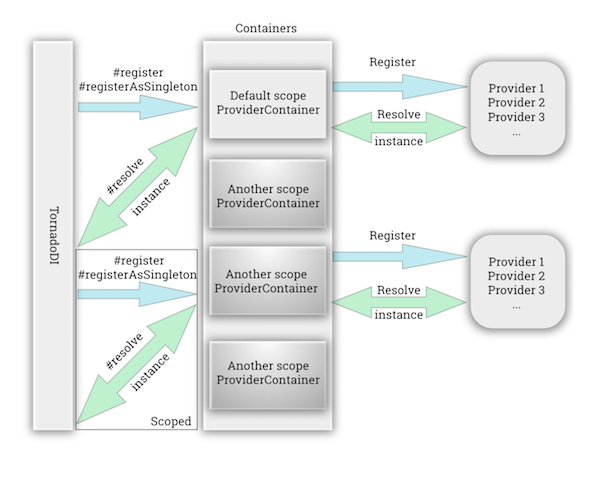 Containers
#register
#registerAsSingleton
Register
Default scope
ProviderContainer
Provider 1
Provider 2
Provider 3
...
Resolve
instance
#resolve
instance
Another scope
ProviderContainer
TornadoDI
#register
#registerAsSingleton
Register
Another scope
ProviderContainer
Provider 1
Provider 2
Provider 3
...
Resolve
instance
#resolve
instance
Another scope
ProviderContainer
Scoped